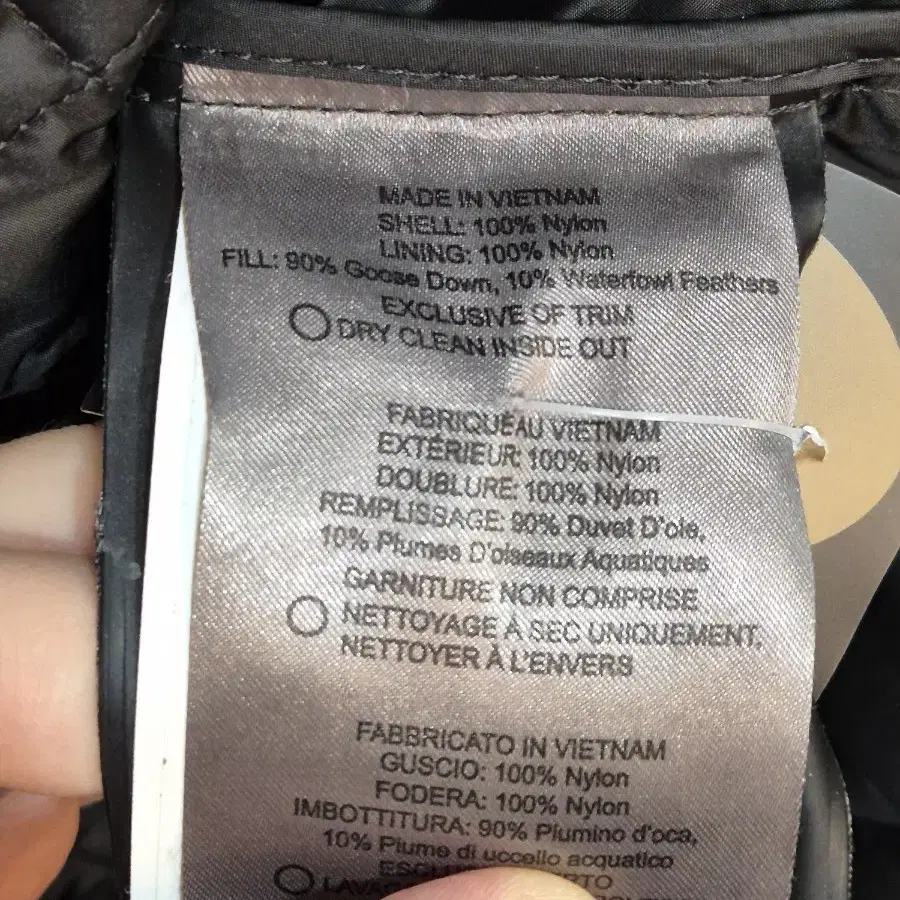 MADE IN VIETNAM
SHELL: 100% Nylon
LINING: 100% Nylon
FILL: 90% Goose Down, 10% Waterfowl Feathers
EXCLUSIVE OF TRIM
DRY CLEAN INSIDE OUT
FABRIQUÉAU VIETNAM
EXTÉRIEUR: 100% Nylon
DOUBLURE: 100% Nylon
REMPLISSAGE: 90% Duvet D'oie,
10% Plumes D'oiseaux Aquatiques
GARNITURE NON COMPRISE
NETTOYAGE À SEC UNIQUEMENT,
NETTOYER À L'ENVERS
FABBRICATO IN VIETNAM
GUSCIO: 100% Nylon
FODERA: 100% Nylon
IMBOTTITURA: 90% Piumino d'oca,
10% Piume di uccello acquatico